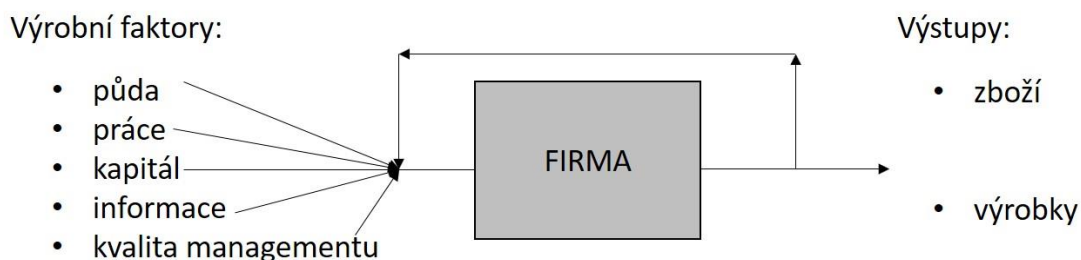 Výrobní faktory:
• půda
• práce
• kapitál
• informace
• kvalita managementu
FIRMA
Výstupy:
• zboží
• výrobky